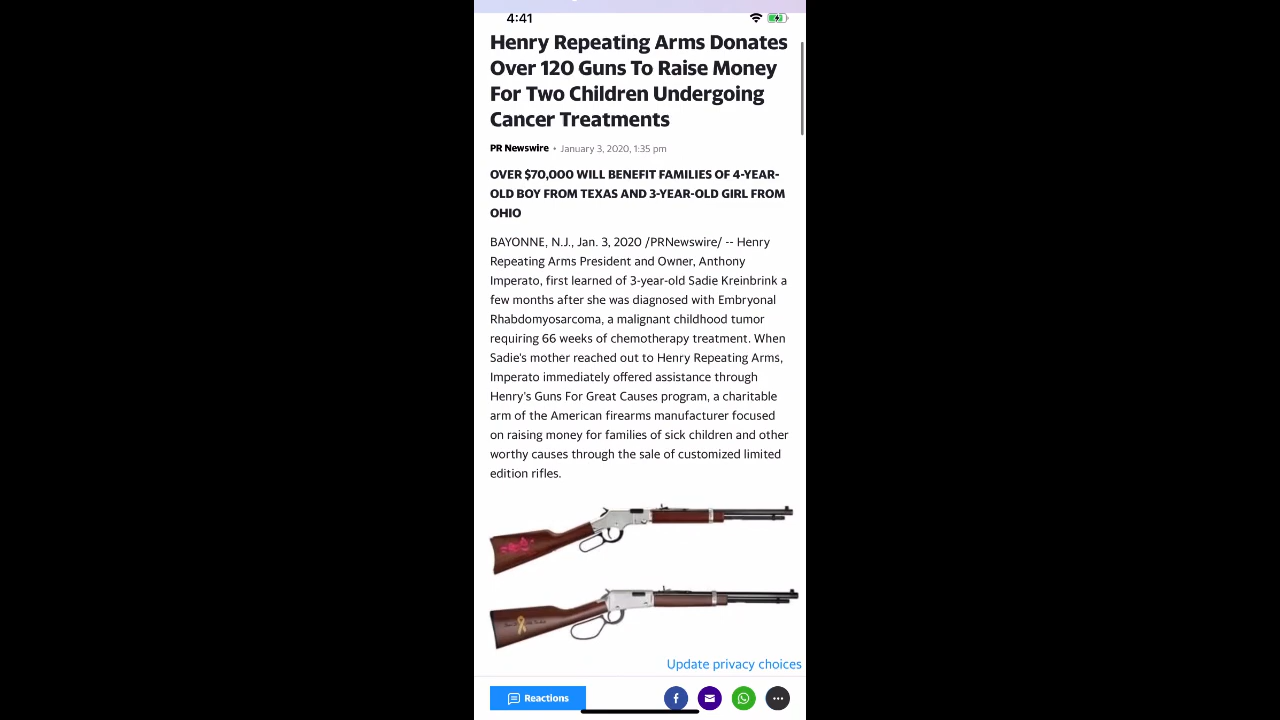 4:41
Henry Repeating Arms Donates
Over 120 Guns To Raise Money
For Two Children Undergoing
Cancer Treatments
PR Newswire • January 3, 2020, 1:35 pm
OVER $70,000 WILL BENEFIT FAMILIES OF 4-YEAR-
OLD BOY FROM TEXAS AND 3-YEAR-OLD GIRL FROM
OHIO
BAYONNE, N.J., Jan. 3, 2020 /PRNewswire/ -- Henry
Repeating Arms President and Owner, Anthony
Imperato, first learned of 3-year-old Sadie Kreinbrink a
few months after she was diagnosed with Embryonal
Rhabdomyosarcoma, a malignant childhood tumor
requiring 66 weeks of chemotherapy treatment. When
Sadie's mother reached out to Henry Repeating Arms,
Imperato immediately offered assistance through
Henry's Guns For Great Causes program, a charitable
arm of the American firearms manufacturer focused
on raising money for families of sick children and other
worthy causes through the sale of customized limited
edition rifles.
Update privacy choices
Reactions